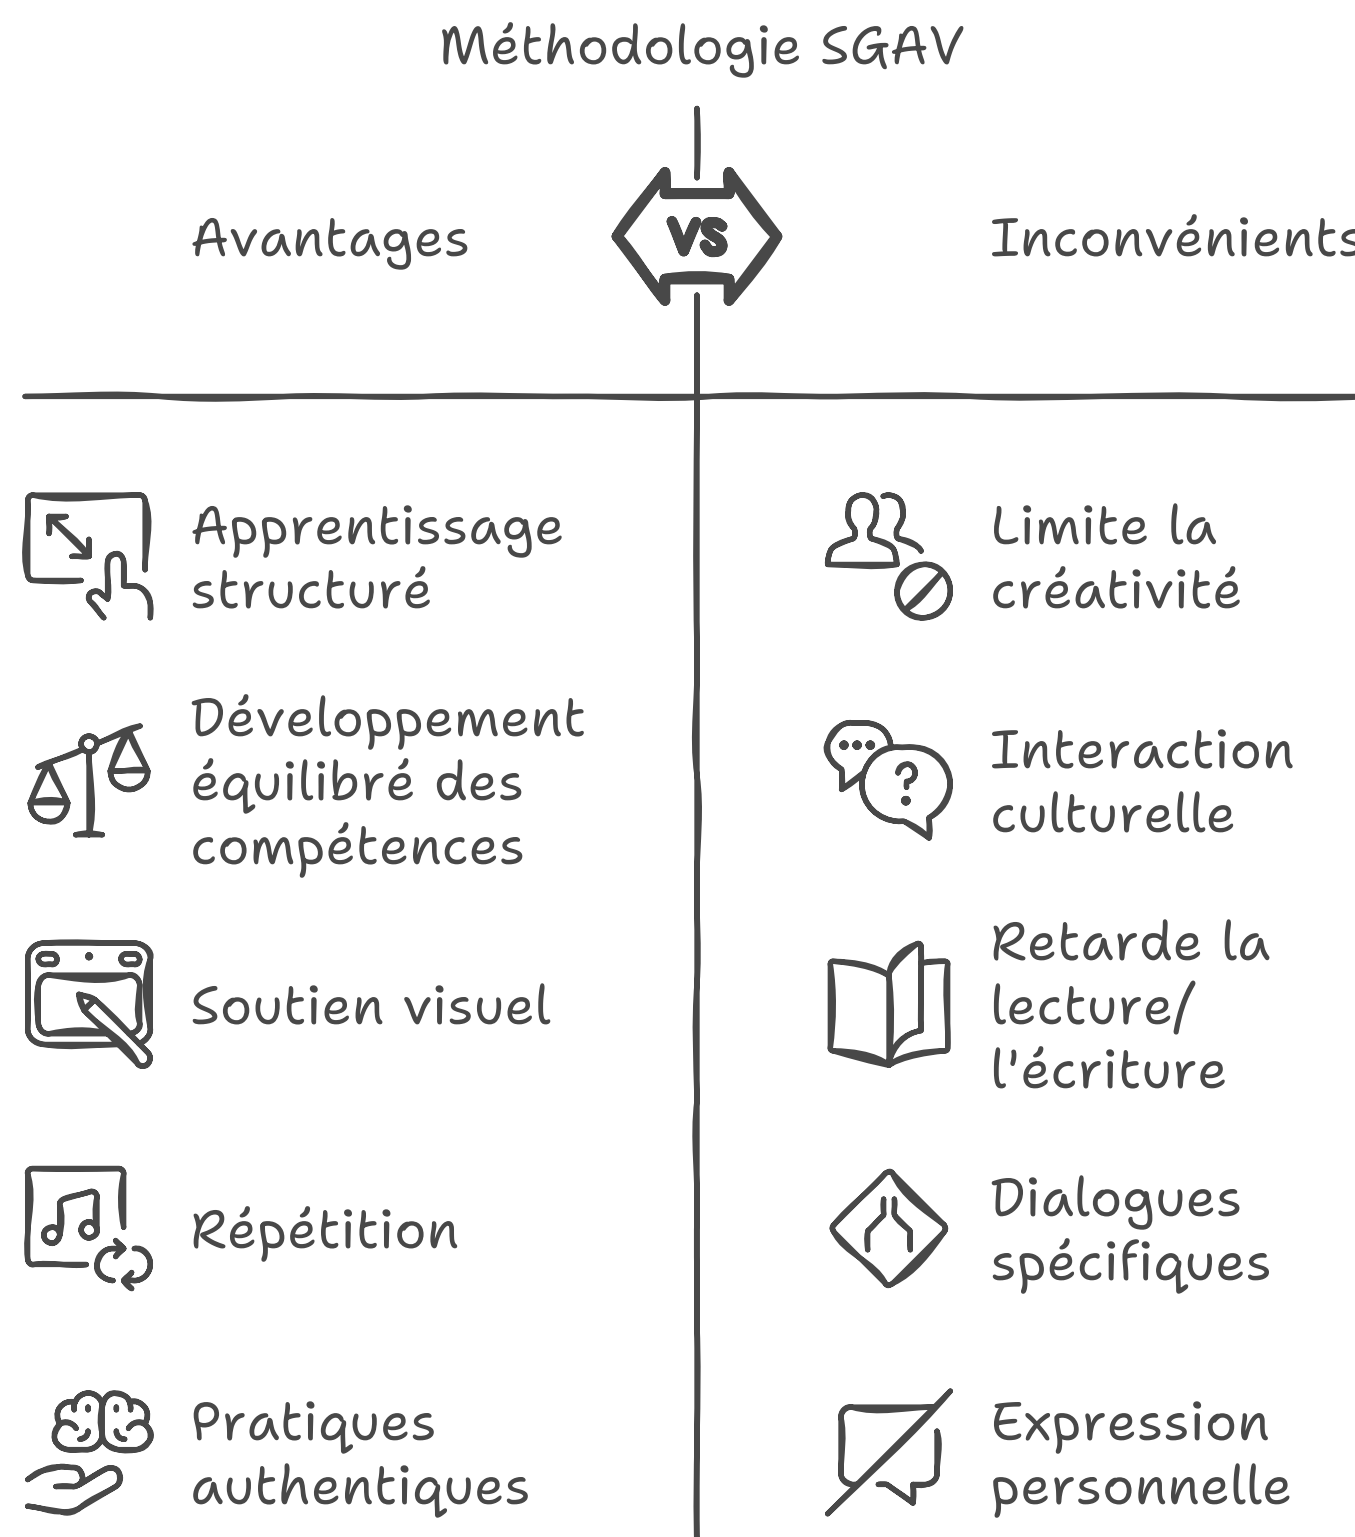 Méthodologie SGAV
Avantages
VS
Inconvénients
Apprentissage
structuré
Limite la
créativité
Développement
équilibré des
compétences
Interaction
culturelle
Soutien visuel
Retarde la
lecture/
l'écriture
Répétition
Dialogues
spécifiques
Pratiques
authentiques
Expression
personnelle